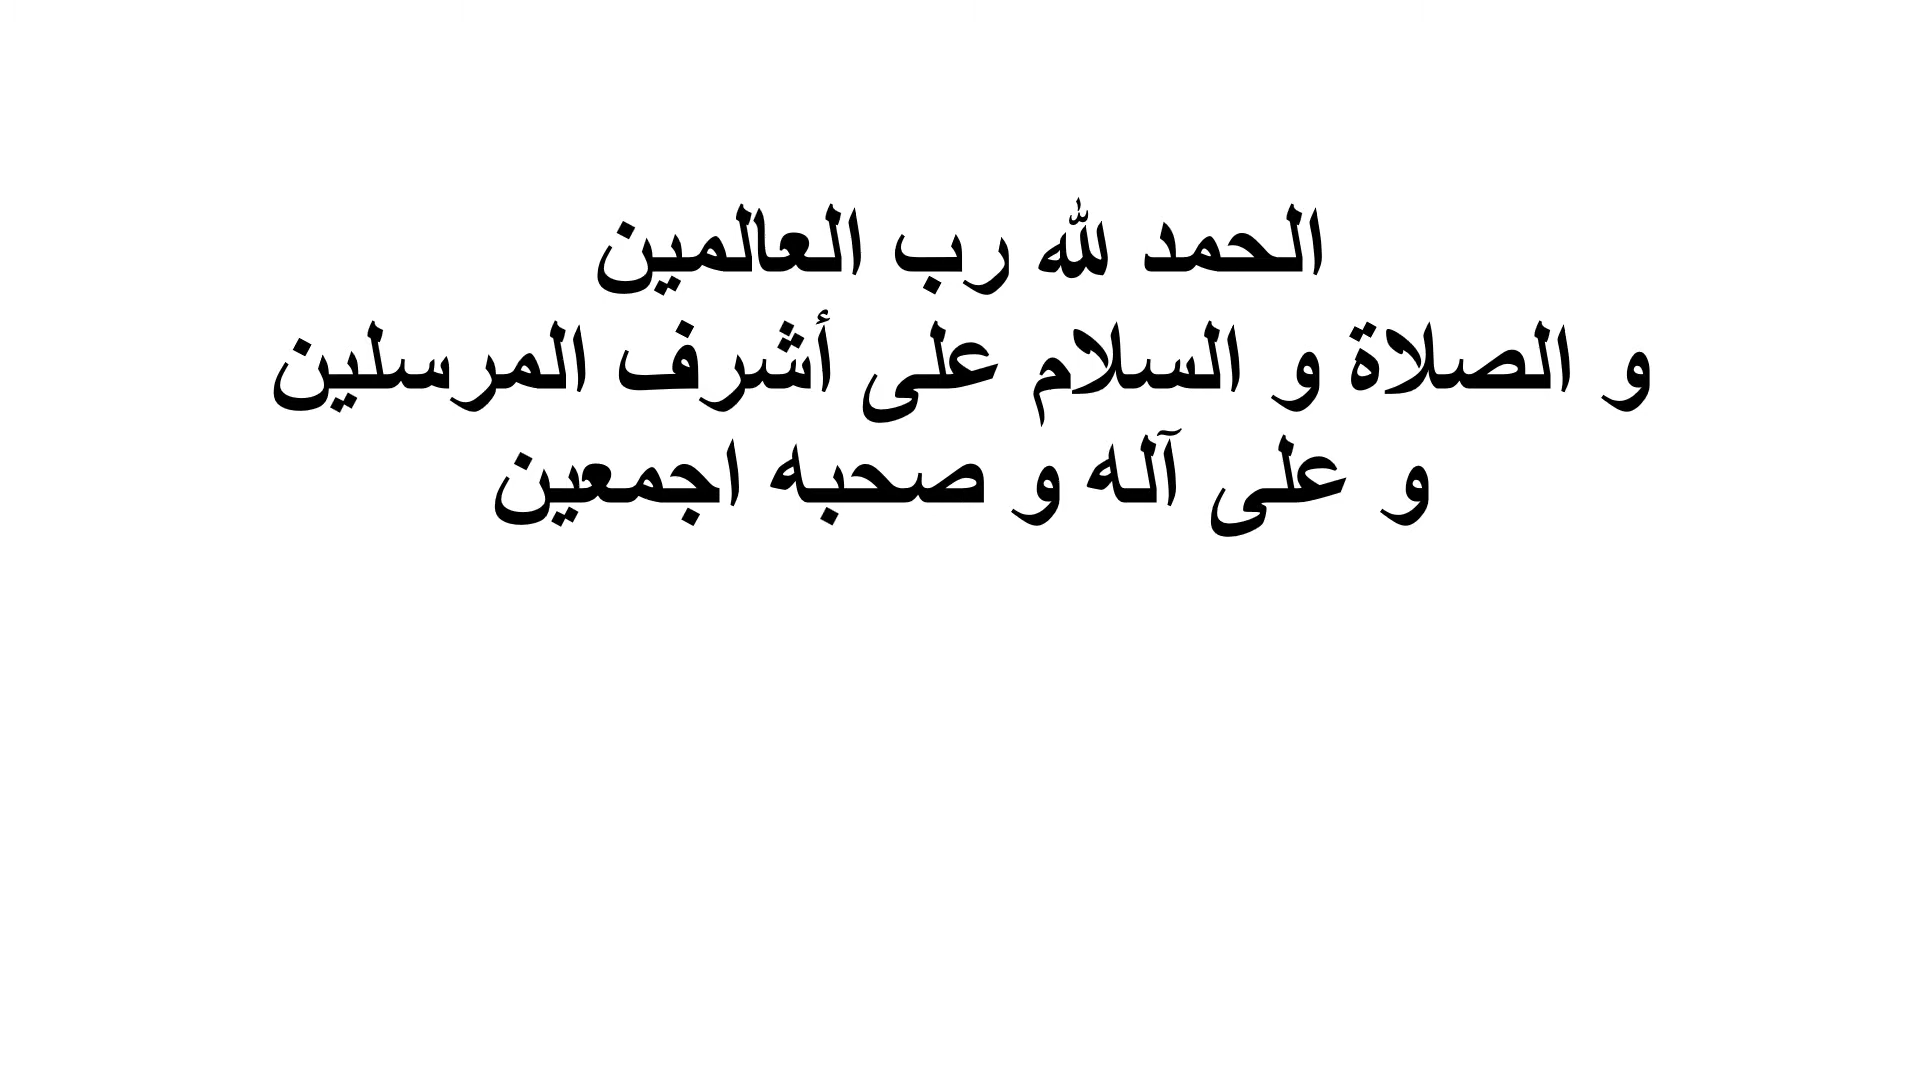 الحمد لله رب العالمين
و الصلاة و السلام على أشرف المرسلين
و على آله و صحبه اجمعين